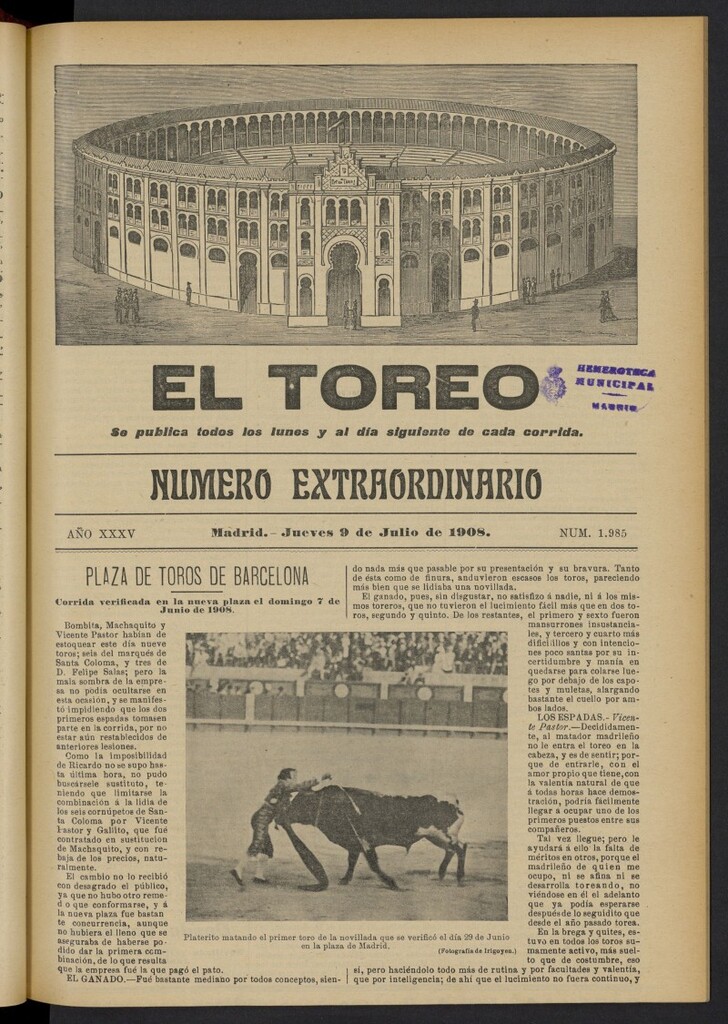 EL TOREO
HEMEROTECA
MUNICIPAL
MADRID
Se publica todos los lunes y al día siguiente de cada corrida.
NUMERO EXTRAORDINARIO
AÑO XXXV
Madrid.- Jueves 9 de Julio de 1908.
NUM. 1.985
PLAZA DE TOROS DE BARCELONA
Corrida verificada en la nueva plaza el domingo 7 de
Junio de 1908.
Bombita, Machaquito y
Vicente Pastor habían de
estoquear este día nueve
toros; seis del marqués de
Santa Coloma, y tres de
D. Felipe Salas; pero la
mala sombra de la empre-
sa no podía ocultarse en
esta ocasión, y se manifes-
tó impidiendo que los dos
primeros espadas tomasen
parte en la corrida, por no
estar aún restablecidos de
anteriores lesiones.
Como la imposibilidad
de Ricardo no se supo has-
ta última hora, no pudo
buscársele sustituto, te-
niendo que limitarse la
combinación á la lidia de
los seis cornúpetos de San-
ta Coloma por Vicente
Pastor y Gallito, que fué
contratado en sustitución
de Machaquito, y con re-
baja de los precios, natu-
ralmente.
El cambio no lo recibió
con desagrado el público,
ya que no hubo otro reme-
dio que conformarse, y á
la nueva plaza fué bastan
te concurrencia, aunque
no hubiera el lleno que se
aseguraba de haberse po-
dido dar la primera com-
binación, de lo que resulta
que la empresa fué la que pagó el pato.
EL GANADO.—Fué bastante mediano por todos conceptos, sien-
do nada más que pasable por su presentación y su bravura. Tanto
de ésta como de finura, anduvieron escasos los toros, pareciendo
más bien que se lidiaba una novillada.
El ganado, pues, sin disgustar, no satisfizo á nadie, ni á los mis-
mos toreros, que no tuvieron el lucimiento fácil más que en dos to-
ros, segundo y quinto. De los restantes, el primero y sexto fueron
mansurrones insustancia-
les, y tercero y cuarto más
difícillos y con intencio-
nes poco santas por su in-
certidumbre y manía en
quedarse para colarse lue-
go por debajo de los capo-
tes y muletas, alargando
bastante el cuello por am-
bos lados.
LOS ESPADAS.- Vicen-
te Pastor.—Decididamen-
te, al matador madrileño
no le entra el toreo en la
cabeza, y es de sentir; por-
que de entrarle, con el
amor propio que tiene, con
la valentía natural de que
á todas horas hace demos-
tración, podría fácilmente
llegar á ocupar uno de los
primeros puestos entre sus
compañeros.
Tal vez llegue; pero le
ayudará á ello la falta de
méritos en otros, porque el
madrileño de quien me
ocupo, ni se afina ni se
desarrolla toreando, no
viéndose en él el adelanto
que ya podía esperarse
después de lo seguidito que
desde el año pasado torea.
En la brega y quites, es-
tuvo en todos los toros su-
mamente activo, más suel-
to que de costumbre, eso
sí, pero haciéndolo todo más de rutina y por facultades y valentía,
que por inteligencia; de ahí que el lucimiento no fuera continuo, y
Platerito matando el primer toro de la novillada que se verificó el día 29 de Junio
en la plaza de Madrid.
(Fotografía de Irigoyen.)